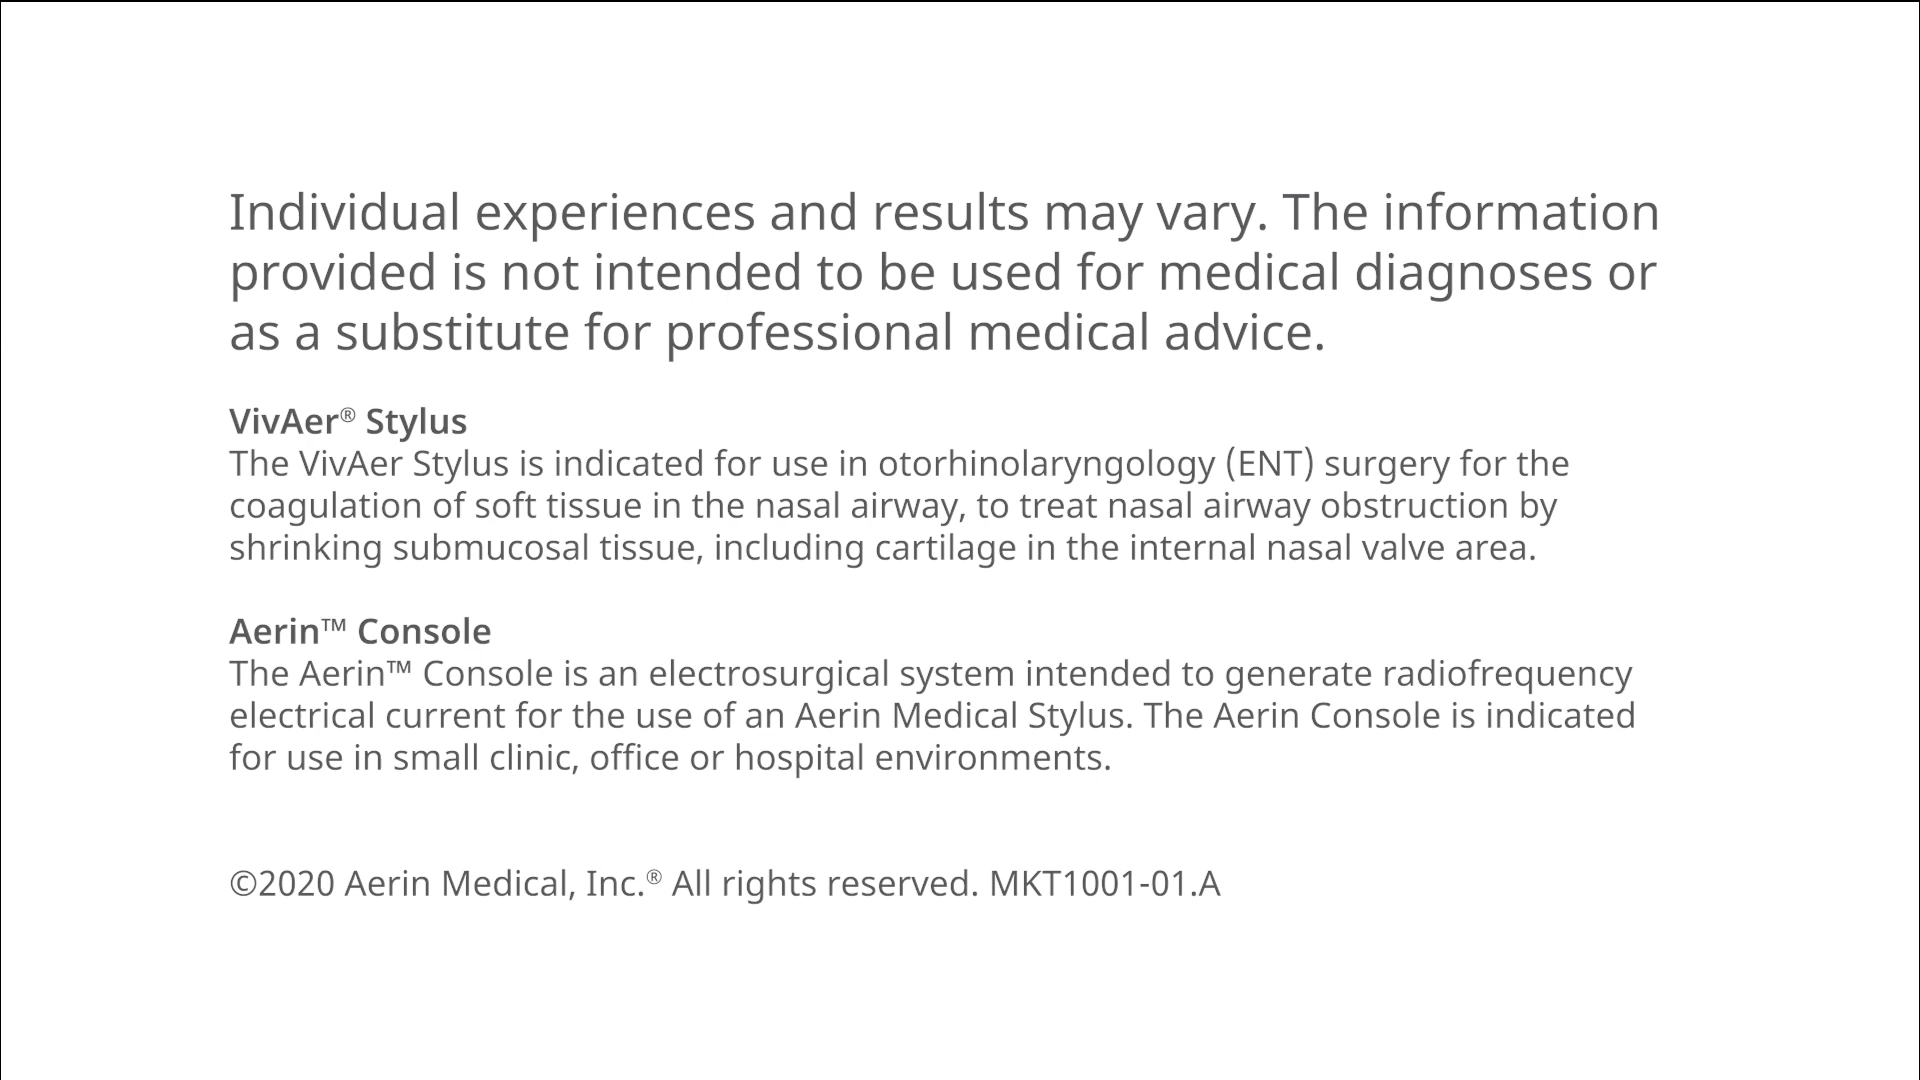 Individual experiences and results may vary. The information
provided is not intended to be used for medical diagnoses or
as a substitute for professional medical advice.
VivAer® Stylus
The VivAer Stylus is indicated for use in otorhinolaryngology (ENT) surgery for the
coagulation of soft tissue in the nasal airway, to treat nasal airway obstruction by
shrinking submucosal tissue, including cartilage in the internal nasal valve area.
Aerin™ Console
The Aerin™ Console is an electrosurgical system intended to generate radiofrequency
electrical current for the use of an Aerin Medical Stylus. The Aerin Console is indicated
for use in small clinic, office or hospital environments.
©2020 Aerin Medical, Inc.® All rights reserved. MKT1001-01.A